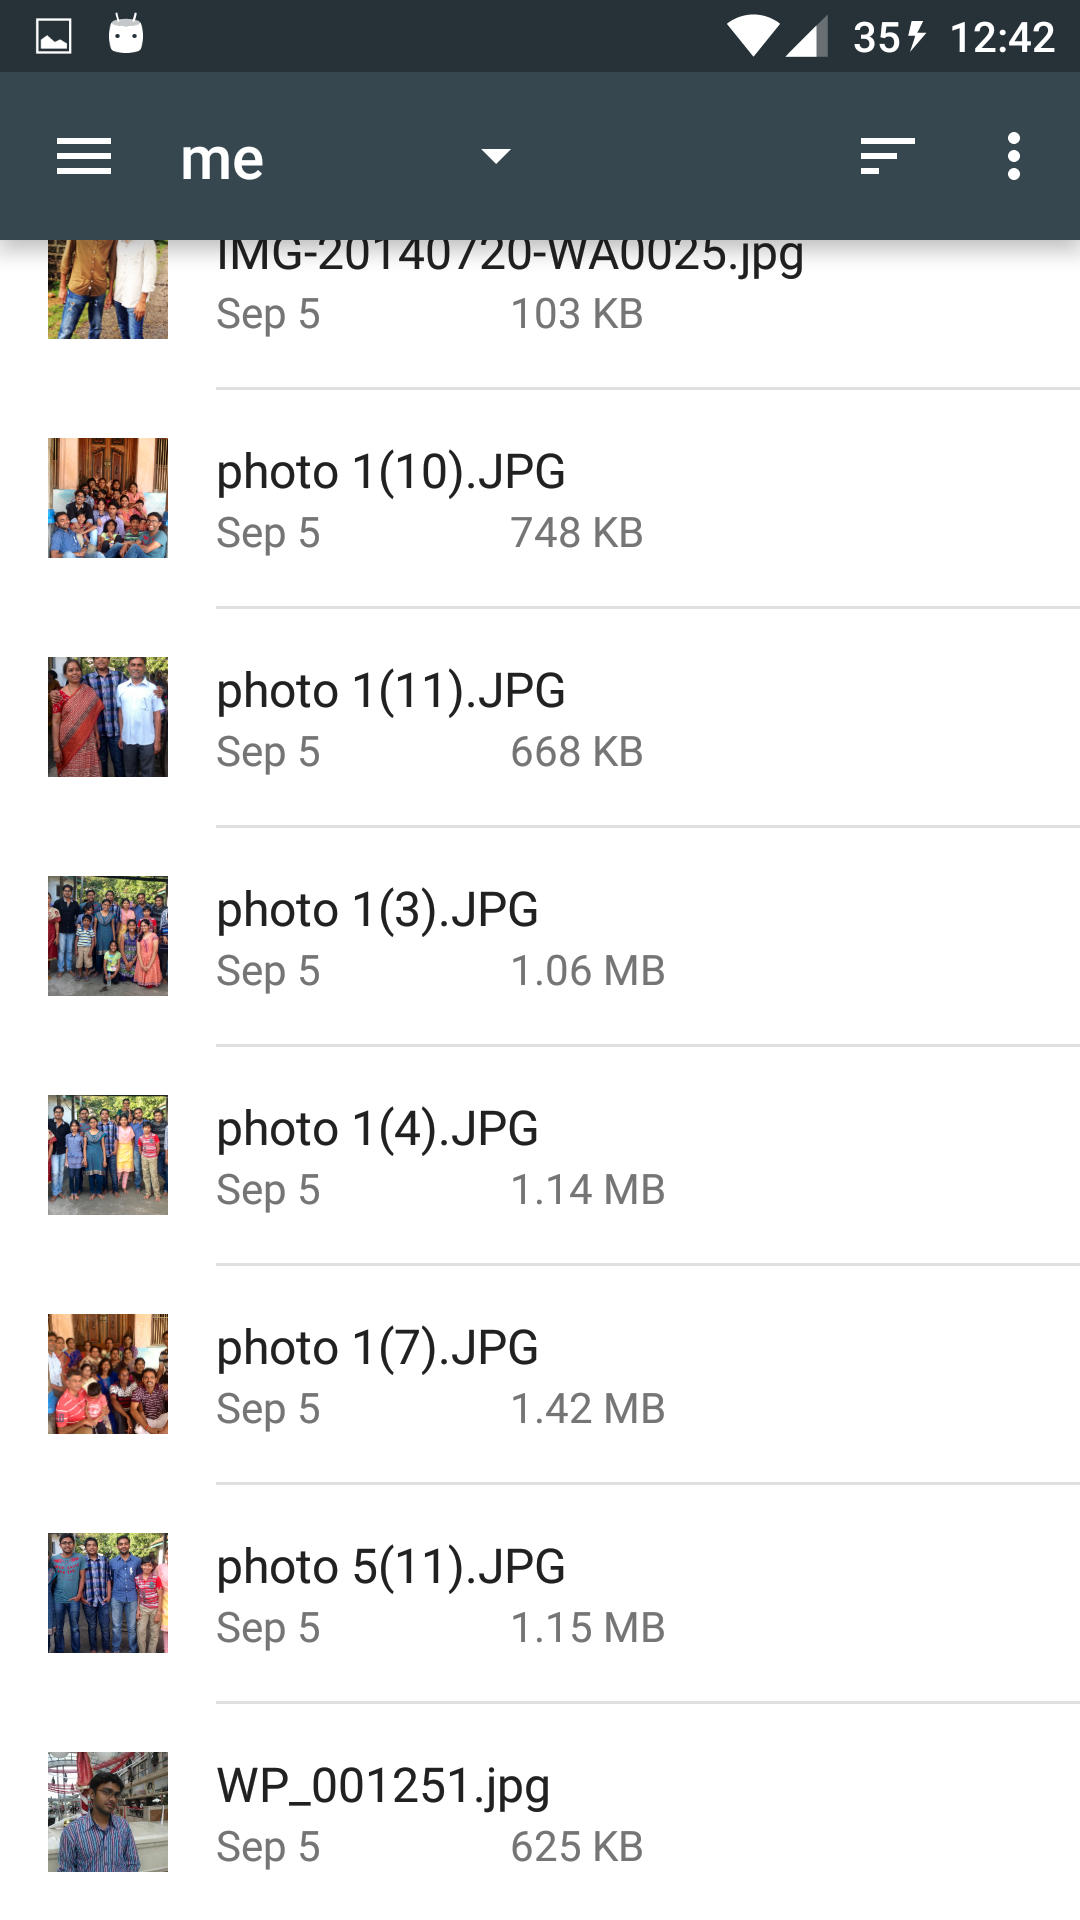 35 12:42
me
IMG-20140720-WA0025.jpg
Sep 5 103 KB
photo 1(10).JPG
Sep 5 748 KB
photo 1(11).JPG
Sep 5 668 KB
photo 1(3).JPG
Sep 5 1.06 MB
photo 1(4).JPG
Sep 5 1.14 MB
photo 1(7).JPG
Sep 5 1.42 MB
photo 5(11).JPG
Sep 5 1.15 MB
WP_001251.jpg
Sep 5 625 KB